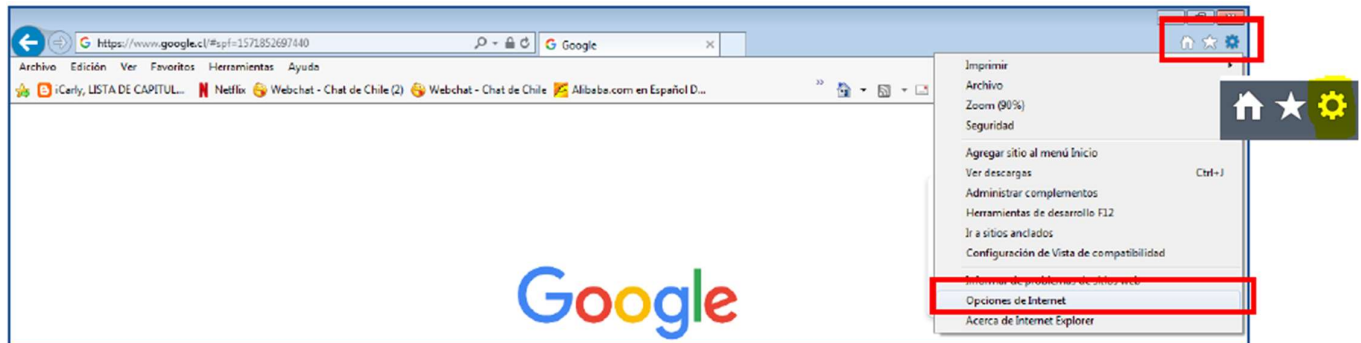 https://www.google.cl/#spf=1571852697440
G Google
Archivo Edición Ver Favoritos Herramientas Ayuda
iCarly, LISTA DE CAPITUL... Netflix Webchat - Chat de Chile (2) Webchat - Chat de Chile Alibaba.com en Español D... »
Imprimir
Archivo
Zoom (90%)
Seguridad
Agregar sitio al menú Inicio
Ver descargas Ctrl+J
Administrar complementos
Herramientas de desarrollo F12
Ir a sitios anclados
Configuración de Vista de compatibilidad
Informar de problemas de sitios web
Opciones de Internet
Acerca de Internet Explorer
Google